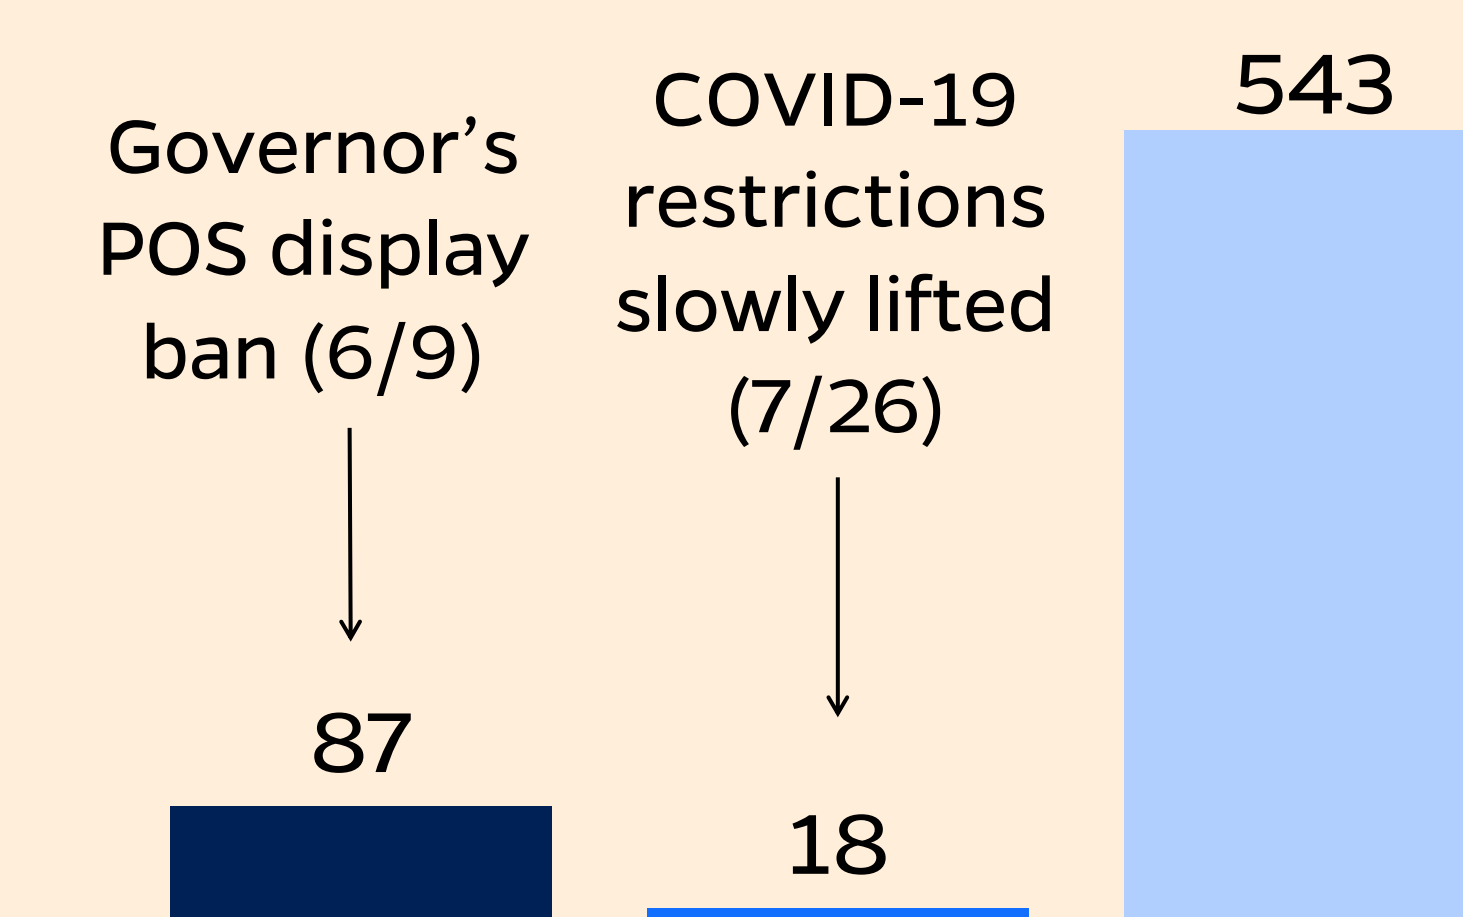 Governor’s
POS display
ban (6/9)
87
COVID-19
restrictions
slowly lifted
(7/26)
18
543